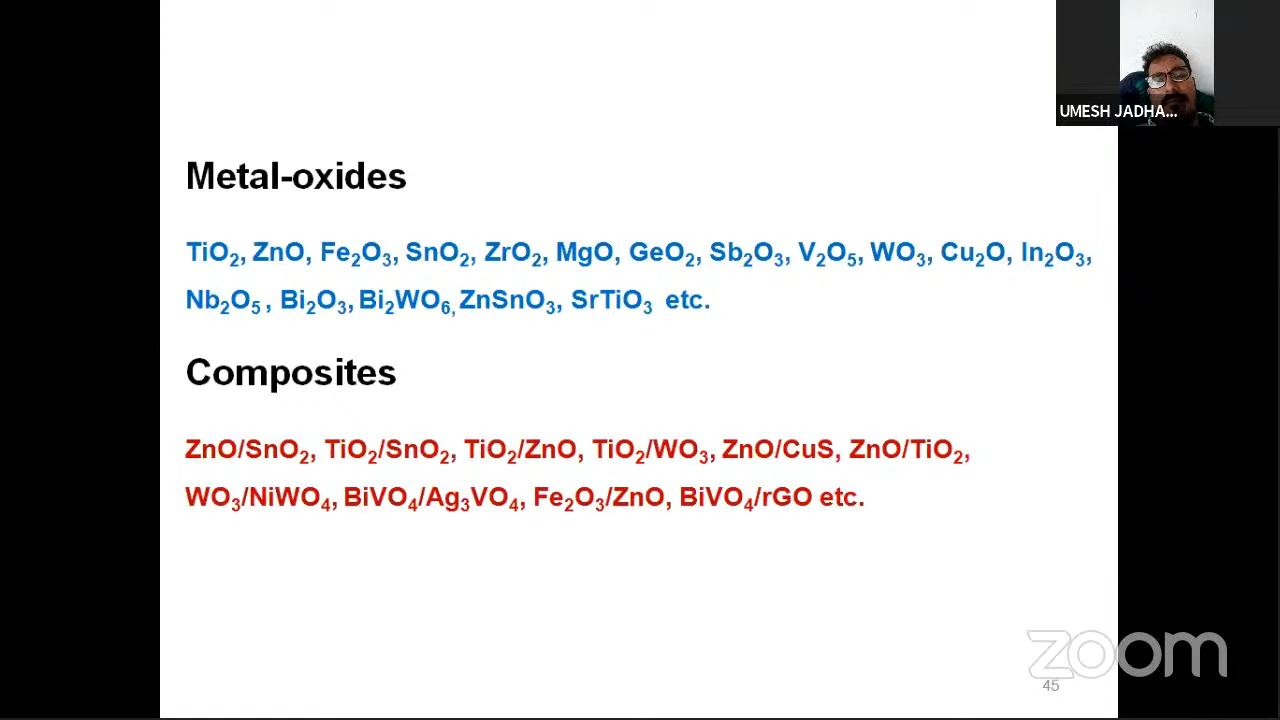 UMESH JADHA...
Metal-oxides
TiO₂, ZnO, Fe₂O₃, SnO₂, ZrO₂, MgO, GeO₂, Sb₂O₃, V₂O₅, WO₃, Cu₂O, In₂O₃,
Nb₂O₅ , Bi₂O₃, Bi₂WO₆, ZnSnO₃, SrTiO₃ etc.
Composites
ZnO/SnO₂, TiO₂/SnO₂, TiO₂/ZnO, TiO₂/WO₃, ZnO/CuS, ZnO/TiO₂,
WO₃/NiWO₄, BiVO₄/Ag₃VO₄, Fe₂O₃/ZnO, BiVO₄/rGO etc.
zoom
45